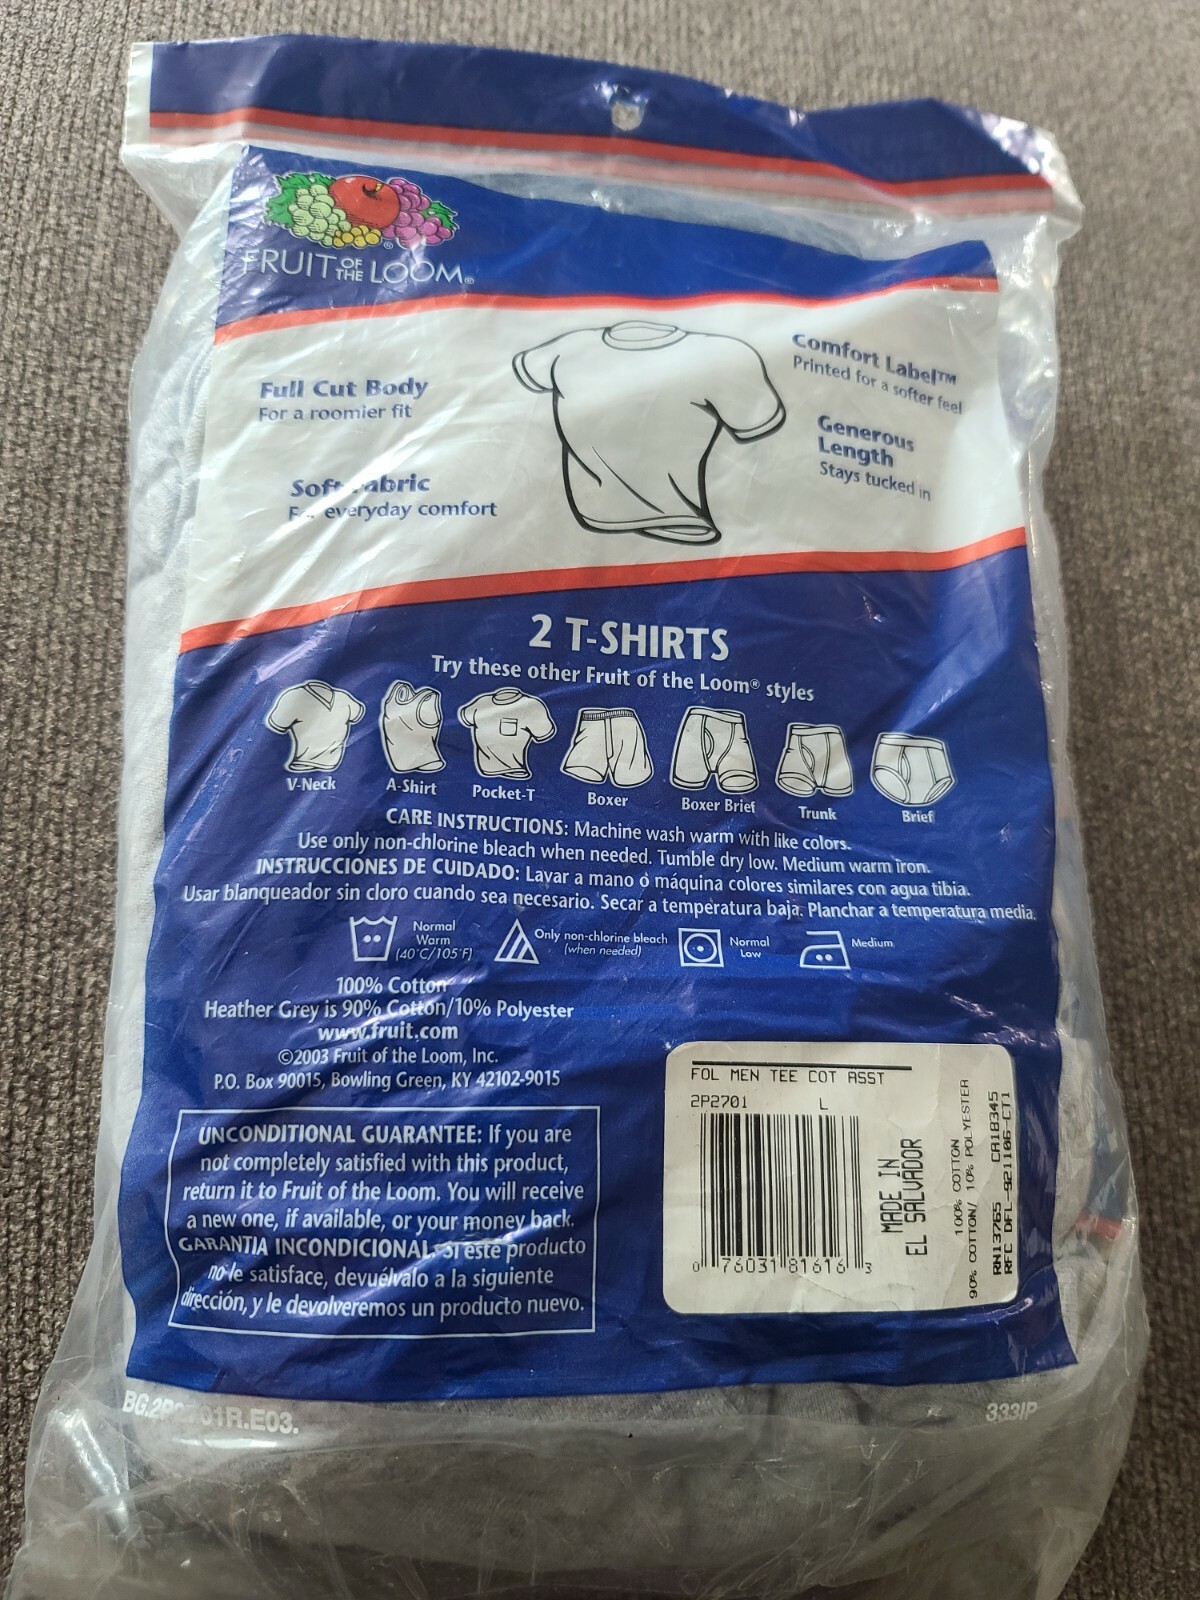 FRUIT OF THE LOOM®
Full Cut Body
For a roomier fit
Soft Fabric
For everyday comfort
Comfort Label™
Printed for a softer feel
Generous
Length
Stays tucked in
2 T-SHIRTS
Try these other Fruit of the Loom® styles
V-Neck A-Shirt Pocket-T Boxer Boxer Brief Trunk Brief
CARE INSTRUCTIONS: Machine wash warm with like colors.
Use only non-chlorine bleach when needed. Tumble dry low. Medium warm iron.
INSTRUCCIONES DE CUIDADO: Lavar a mano o máquina colores similares con agua tibia.
Usar blanqueador sin cloro cuando sea necesario. Secar a temperatura baja. Planchar a temperatura media.
Normal
Warm
(40°C/105°F)
Only non-chlorine bleach
(when needed)
Normal
Low
Medium
100% Cotton
Heather Grey is 90% Cotton/10% Polyester
www.fruit.com
©2003 Fruit of the Loom, Inc.
P.O. Box 90015, Bowling Green, KY 42102-9015
UNCONDITIONAL GUARANTEE: If you are
not completely satisfied with this product,
return it to Fruit of the Loom. You will receive
a new one, if available, or your money back.
GARANTIA INCONDICIONAL: Si este producto
no le satisface, devuélvalo a la siguiente
dirección, y le devolveremos un producto nuevo.
FOL MEN TEE COT ASST
2P2701 L
0 76031 81616 3
MADE IN
EL SALVADOR
100% COTTON
90% COTTON/ 10% POLYESTER
RN13765 CA18345
RFC DFL-921106-CT1
333IP